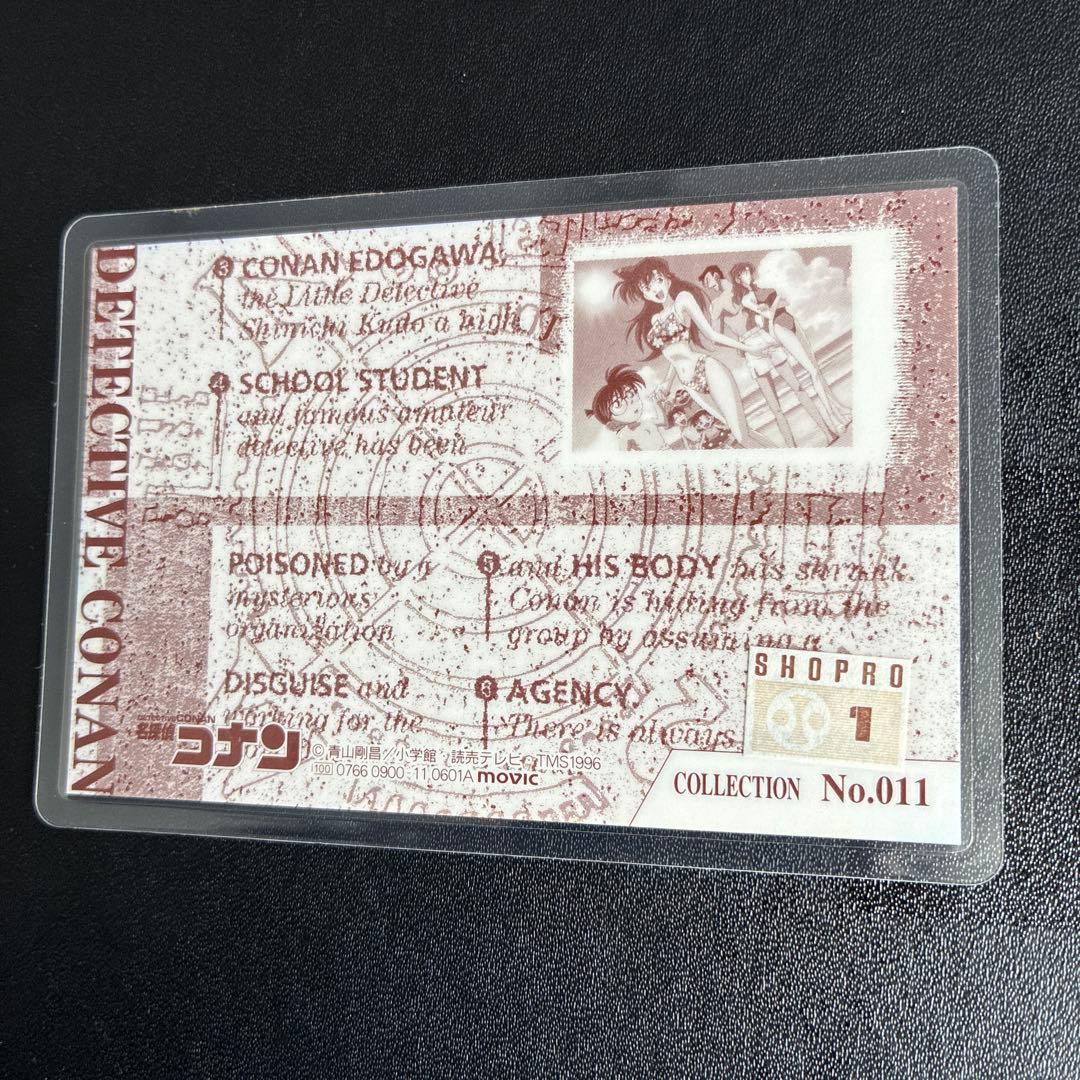 DETECTIVE CONAN
3 CONAN EDOGAWA,
the Little Detective
Shinichi Kudo a high
4 SCHOOL STUDENT
and famous amateur
detective has been
POISONED by a
mysterious
organization
5 and HIS BODY has shrunk.
Conan is hiding from the
group by assuming a
DISGUISE and
working for the
6 AGENCY.
There is always
SHOPRO
1
DETECTIVE CONAN
名探偵
コナン
©青山剛昌／小学館・読売テレビ・TMS1996
100 0766 0900 11 0601A movic
COLLECTION No.011